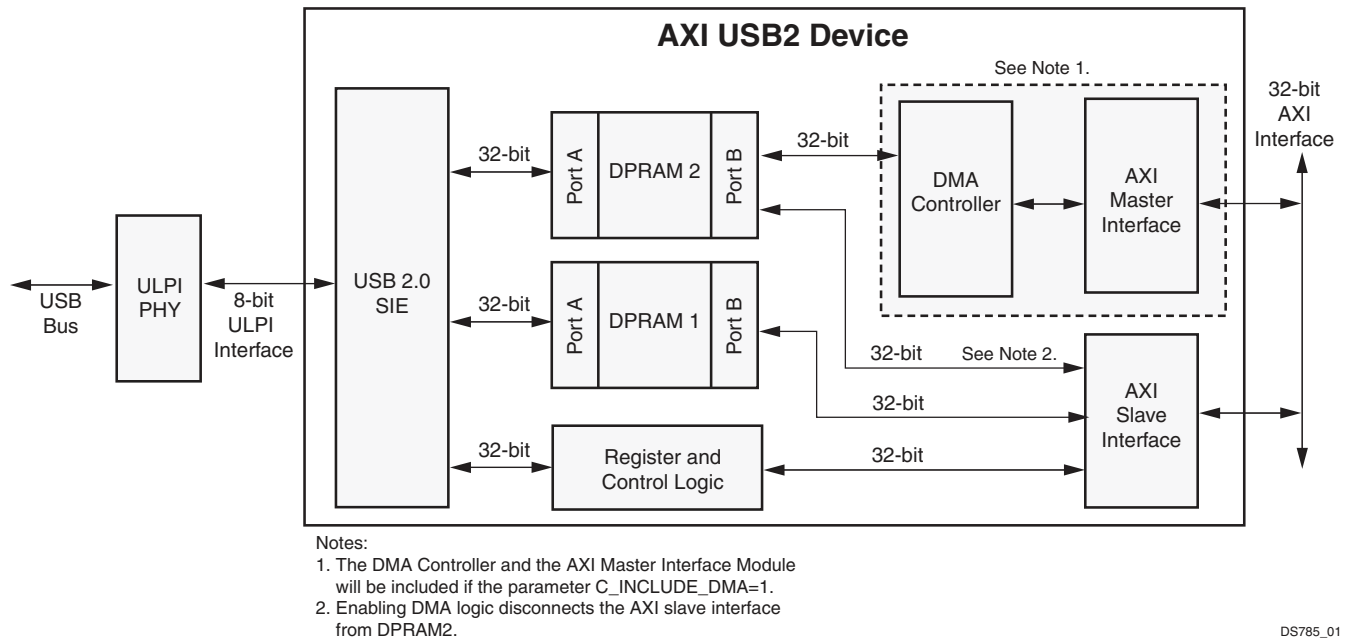 AXI USB2 Device
See Note 1.
32-bit
AXI
Interface
32-bit
Port A
DPRAM 2
Port B
32-bit
DMA
Controller
AXI
Master
Interface
USB
Bus
ULPI
PHY
8-bit
ULPI
Interface
USB 2.0
SIE
32-bit
Port A
DPRAM 1
Port B
32-bit
See Note 2.
32-bit
AXI
Slave
Interface
32-bit
Register and
Control Logic
32-bit
Notes:
1. The DMA Controller and the AXI Master Interface Module
will be included if the parameter C_INCLUDE_DMA=1.
2. Enabling DMA logic disconnects the AXI slave interface
from DPRAM2.
DS785_01